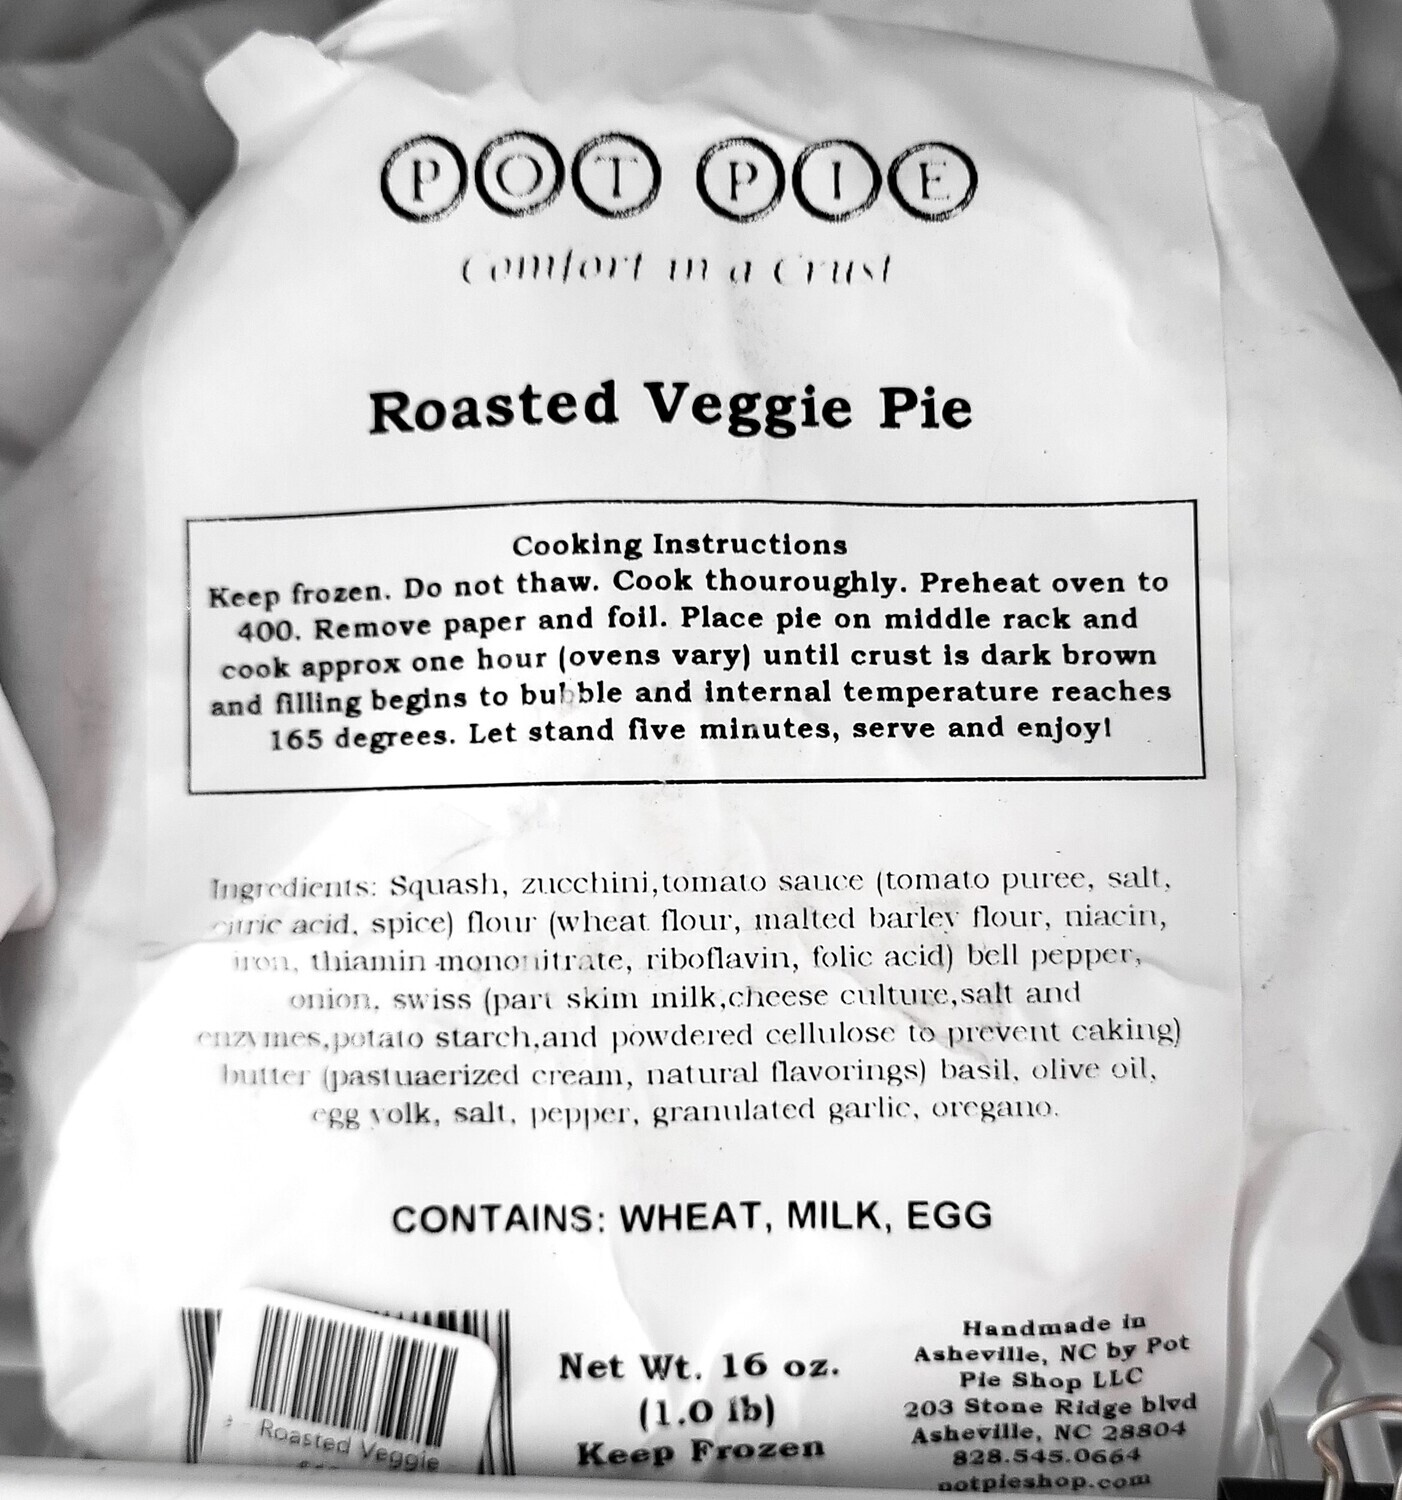 POT PIE
Comfort in a Crust
Roasted Veggie Pie
Cooking Instructions
Keep frozen. Do not thaw. Cook thouroughly. Preheat oven to
400. Remove paper and foil. Place pie on middle rack and
cook approx one hour (ovens vary) until crust is dark brown
and filling begins to bubble and internal temperature reaches
165 degrees. Let stand five minutes, serve and enjoy!
Ingredients: Squash, zucchini,tomato sauce (tomato puree, salt,
citric acid, spice) flour (wheat flour, malted barley flour, niacin,
iron, thiamin mononitrate, riboflavin, folic acid) bell pepper,
onion, swiss (part skim milk,cheese culture,salt and
enzymes,potato starch,and powdered cellulose to prevent caking)
butter (pastuaerized cream, natural flavorings) basil, olive oil,
egg yolk, salt, pepper, granulated garlic, oregano.
CONTAINS: WHEAT, MILK, EGG
Roasted Veggie
Net Wt. 16 oz.
(1.0 lb)
Keep Frozen
Handmade in
Asheville, NC by Pot
Pie Shop LLC
203 Stone Ridge blvd
Asheville, NC 28804
828.545.0664
potpieshop.com